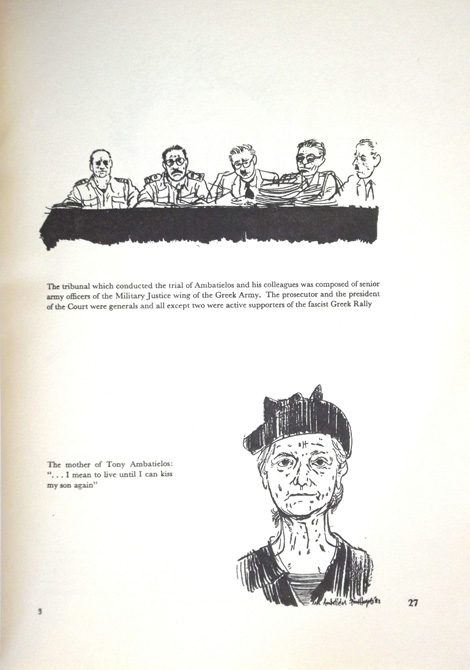 The tribunal which conducted the trial of Ambatielos and his colleagues was composed of senior
army officers of the Military Justice wing of the Greek Army. The prosecutor and the president
of the Court were generals and all except two were active supporters of the fascist Greek Rally
The mother of Tony Ambatielos:
“. . . I mean to live until I can kiss
my son again”
Ambatielos
27